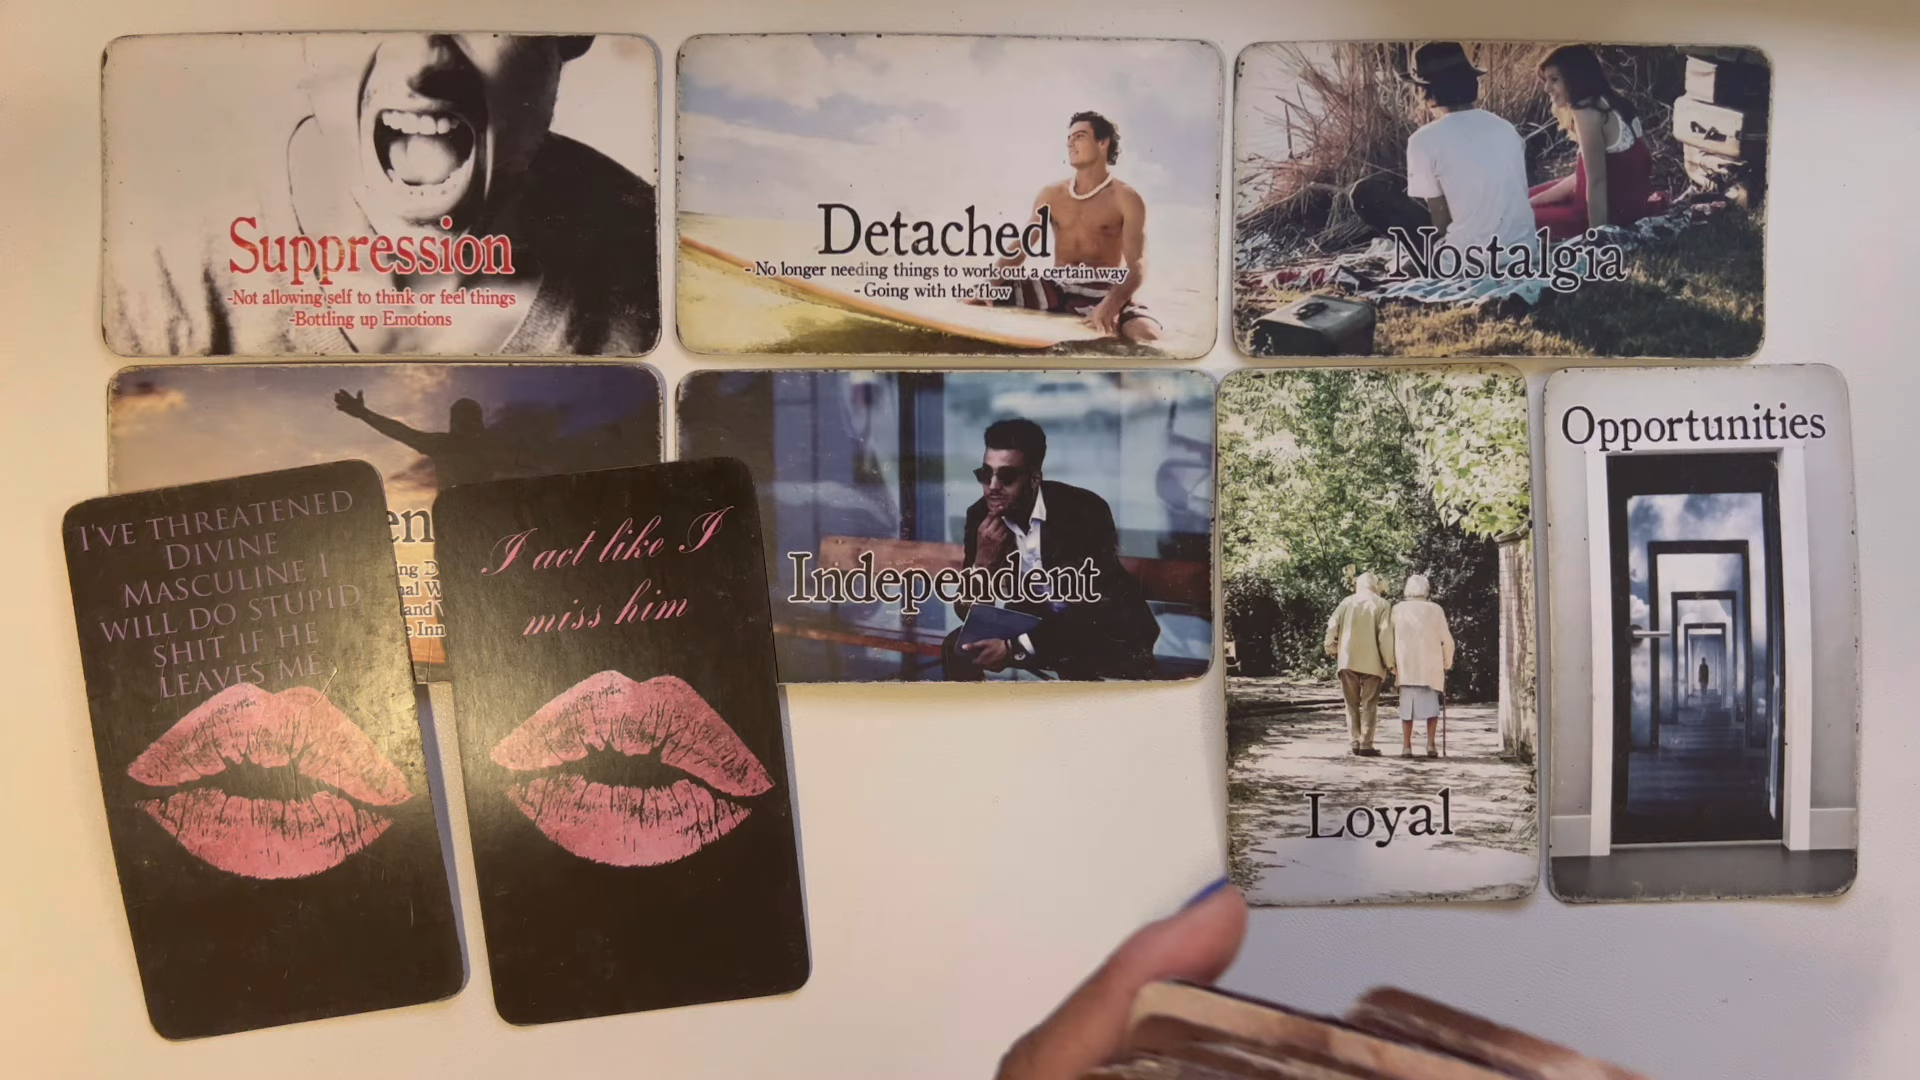 Suppression
-Not allowing self to think or feel things
-Bottling up Emotions
Detached
- No longer needing things to work out a certain way
- Going with the flow
Nostalgia
I'VE THREATENED
DIVINE
MASCULINE I
WILL DO STUPID
SHIT IF HE
LEAVES ME
I act like I
miss him
Independent
Loyal
Opportunities